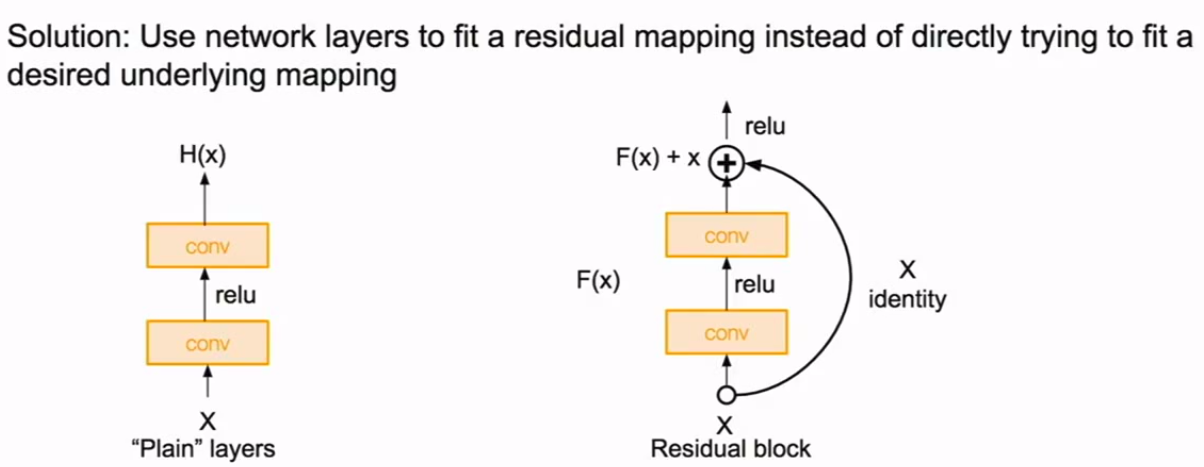 Solution: Use network layers to fit a residual mapping instead of directly trying to fit a
desired underlying mapping
H(x)
conv
relu
conv
X
“Plain” layers
relu
F(x) + x
+
conv
F(x)
relu
conv
X
identity
X
Residual block